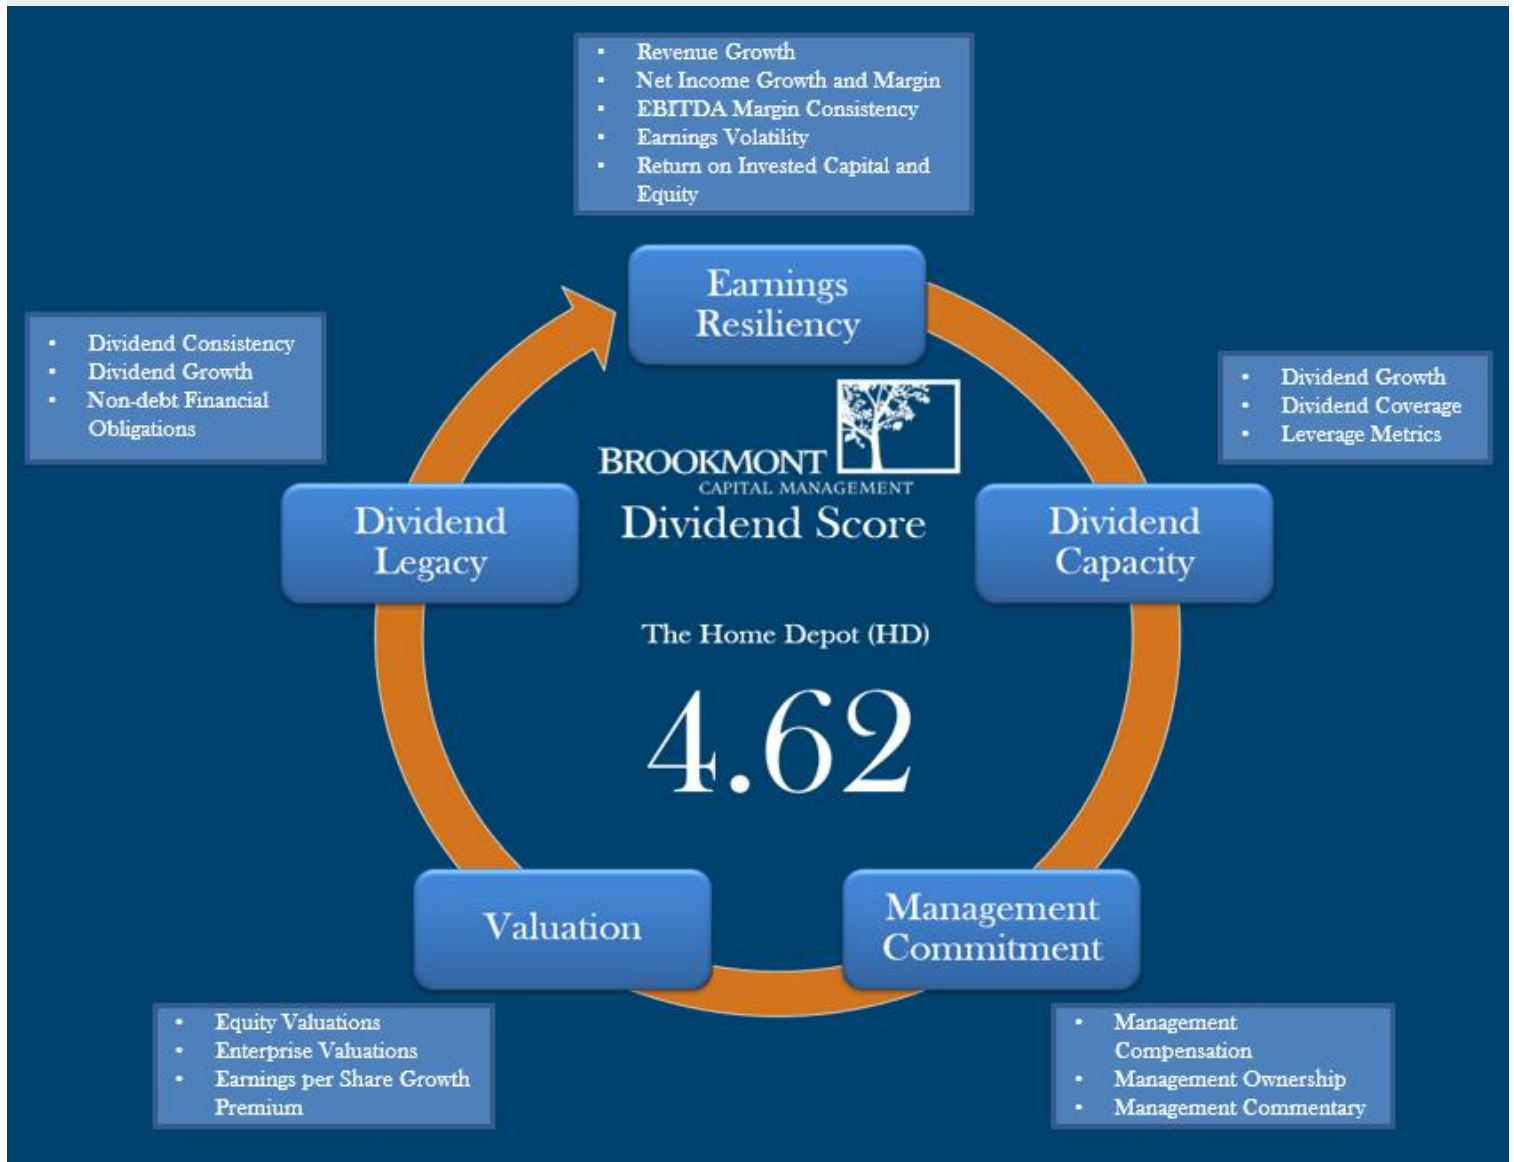 ▪ Revenue Growth
▪ Net Income Growth and Margin
▪ EBITDA Margin Consistency
▪ Earnings Volatility
▪ Return on Invested Capital and
Equity
Earnings
Resiliency
▪ Dividend Consistency
▪ Dividend Growth
▪ Non-debt Financial
Obligations
▪ Dividend Growth
▪ Dividend Coverage
▪ Leverage Metrics
BROOKMONT
CAPITAL MANAGEMENT
Dividend Score
Dividend
Legacy
Dividend
Capacity
The Home Depot (HD)
4.62
Valuation
Management
Commitment
▪ Equity Valuations
▪ Enterprise Valuations
▪ Earnings per Share Growth
Premium
▪ Management
Compensation
▪ Management Ownership
▪ Management Commentary